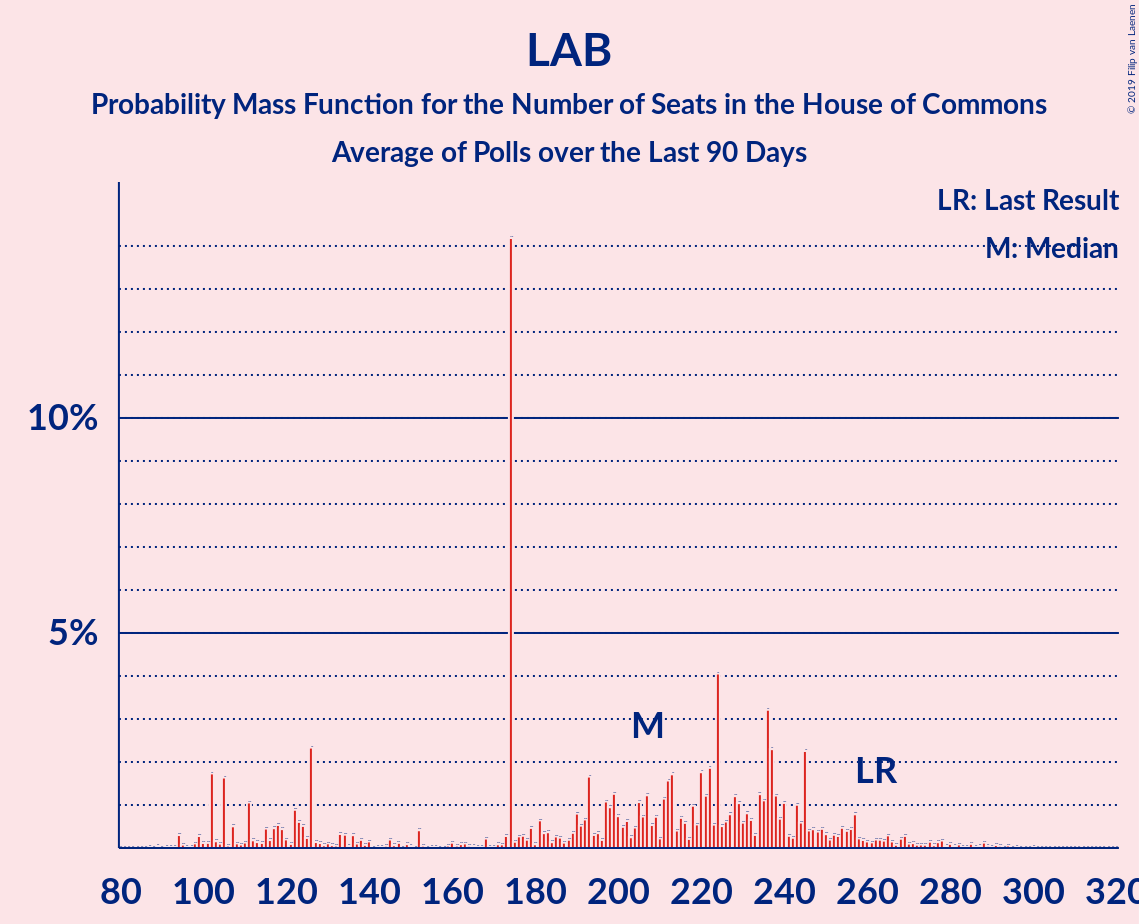 LAB
Probability Mass Function for the Number of Seats in the House of Commons
Average of Polls over the Last 90 Days
© 2019 Filip van Laenen
LR: Last Result
M: Median
10%
5%
M
LR
80 100 120 140 160 180 200 220 240 260 280 300 320